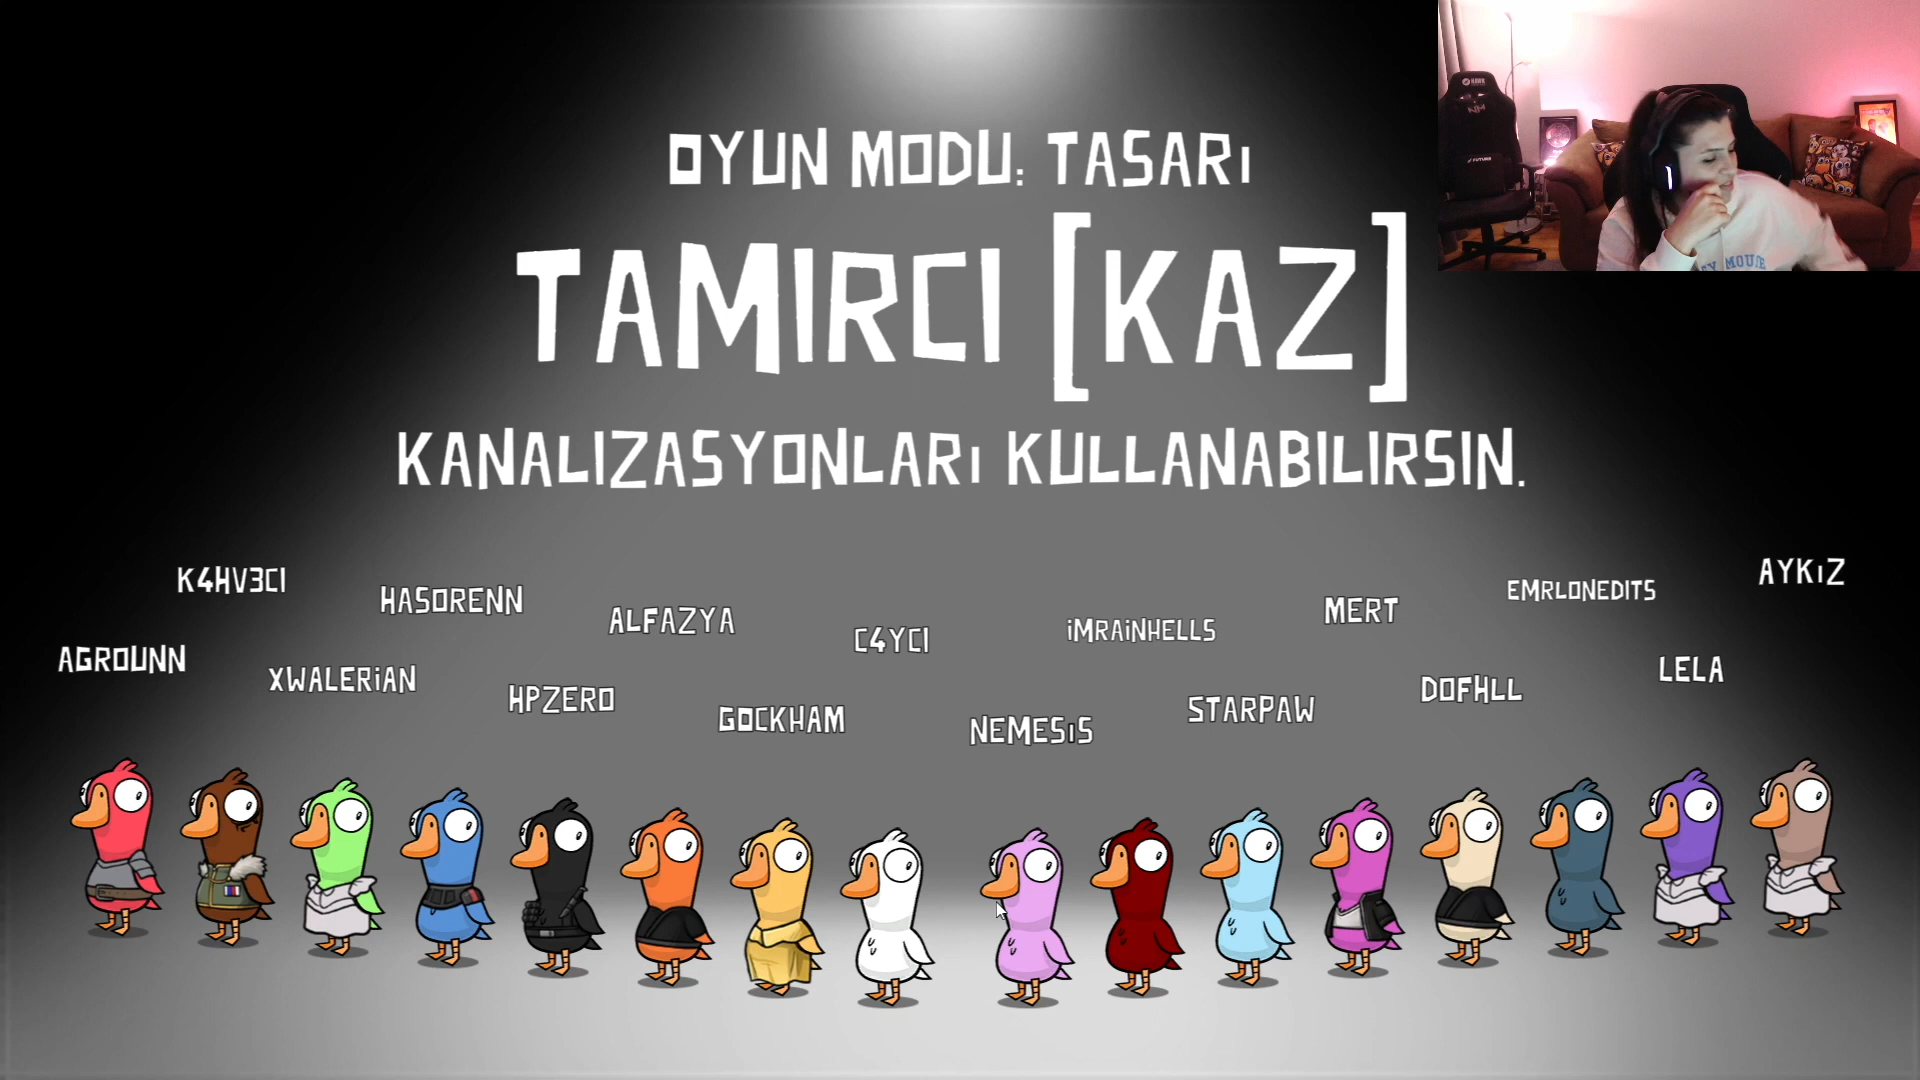 OYUN MODU: TASARI
TAMIRCI [KAZ]
KANALIZASYONLARI KULLANABILIRSIN.
K4HV3CI
HASORENN
ALFAZYA
C4YCI
iMRAiNHELLS
MERT
EMRLONEDITS
AYKIZ
AGROUNN
XWALERiAN
HPZERO
GOCKHAM
NEMESiS
STARPAW
DOFHLL
LELA